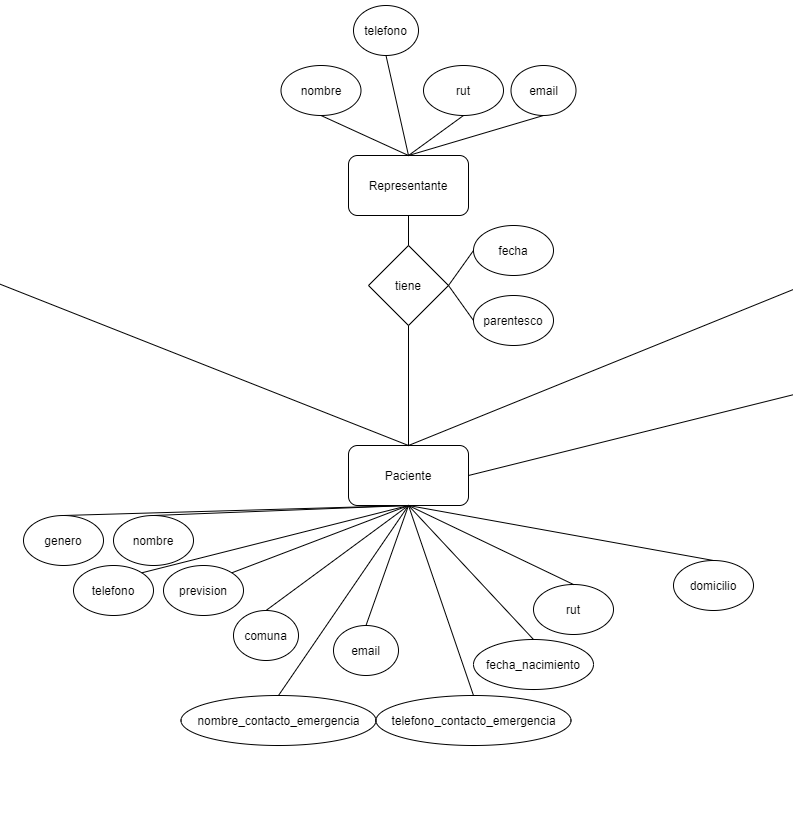 telefono
nombre
rut
email
Representante
fecha
tiene
parentesco
Paciente
genero
nombre
telefono
prevision
domicilio
rut
comuna
email
fecha_nacimiento
nombre_contacto_emergencia
telefono_contacto_emergencia